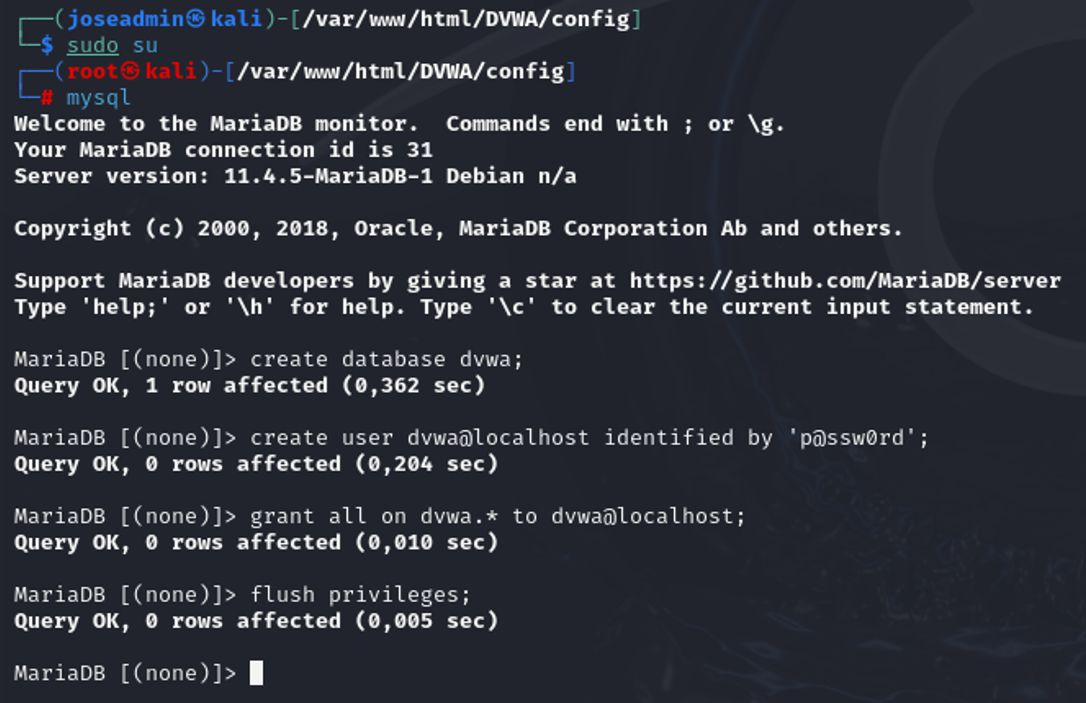 ┌──(joseadmin㉿kali)-[/var/www/html/DVWA/config]
└─$ sudo su
┌──(root㉿kali)-[/var/www/html/DVWA/config]
└─# mysql
Welcome to the MariaDB monitor.  Commands end with ; or \g.
Your MariaDB connection id is 31
Server version: 11.4.5-MariaDB-1 Debian n/a
Copyright (c) 2000, 2018, Oracle, MariaDB Corporation Ab and others.
Support MariaDB developers by giving a star at https://github.com/MariaDB/server
Type 'help;' or '\h' for help. Type '\c' to clear the current input statement.
MariaDB [(none)]> create database dvwa;
Query OK, 1 row affected (0,362 sec)
MariaDB [(none)]> create user dvwa@localhost identified by 'p@ssw0rd';
Query OK, 0 rows affected (0,204 sec)
MariaDB [(none)]> grant all on dvwa.* to dvwa@localhost;
Query OK, 0 rows affected (0,010 sec)
MariaDB [(none)]> flush privileges;
Query OK, 0 rows affected (0,005 sec)
MariaDB [(none)]>